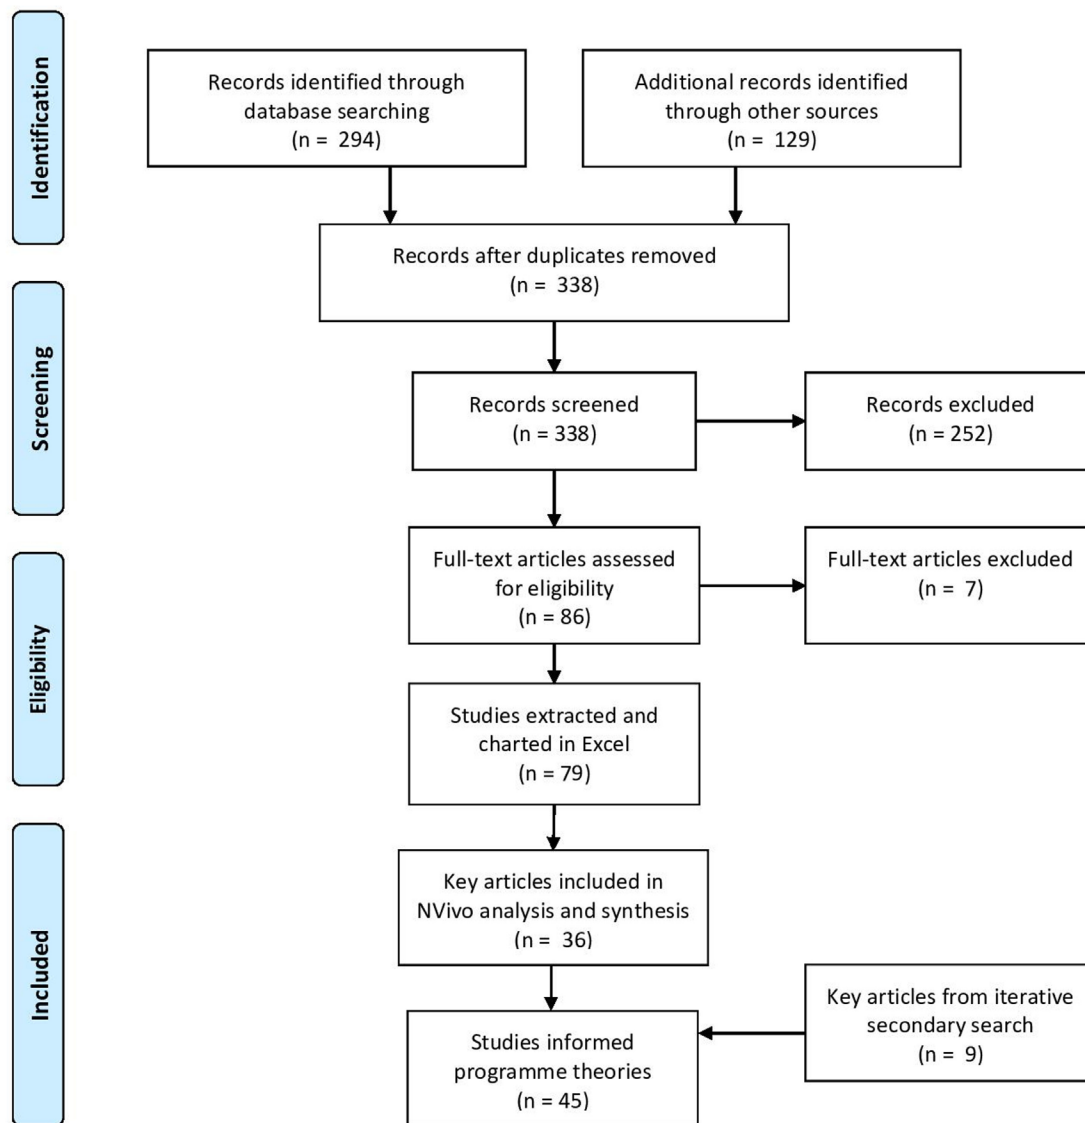 Identification
Records identified through
database searching
(n = 294)
Additional records identified
through other sources
(n = 129)
Records after duplicates removed
(n = 338)
Screening
Records screened
(n = 338)
Records excluded
(n = 252)
Eligibility
Full-text articles assessed
for eligibility
(n = 86)
Full-text articles excluded
(n = 7)
Studies extracted and
charted in Excel
(n = 79)
Included
Key articles included in
NVivo analysis and synthesis
(n = 36)
Key articles from iterative
secondary search
(n = 9)
Studies informed
programme theories
(n = 45)